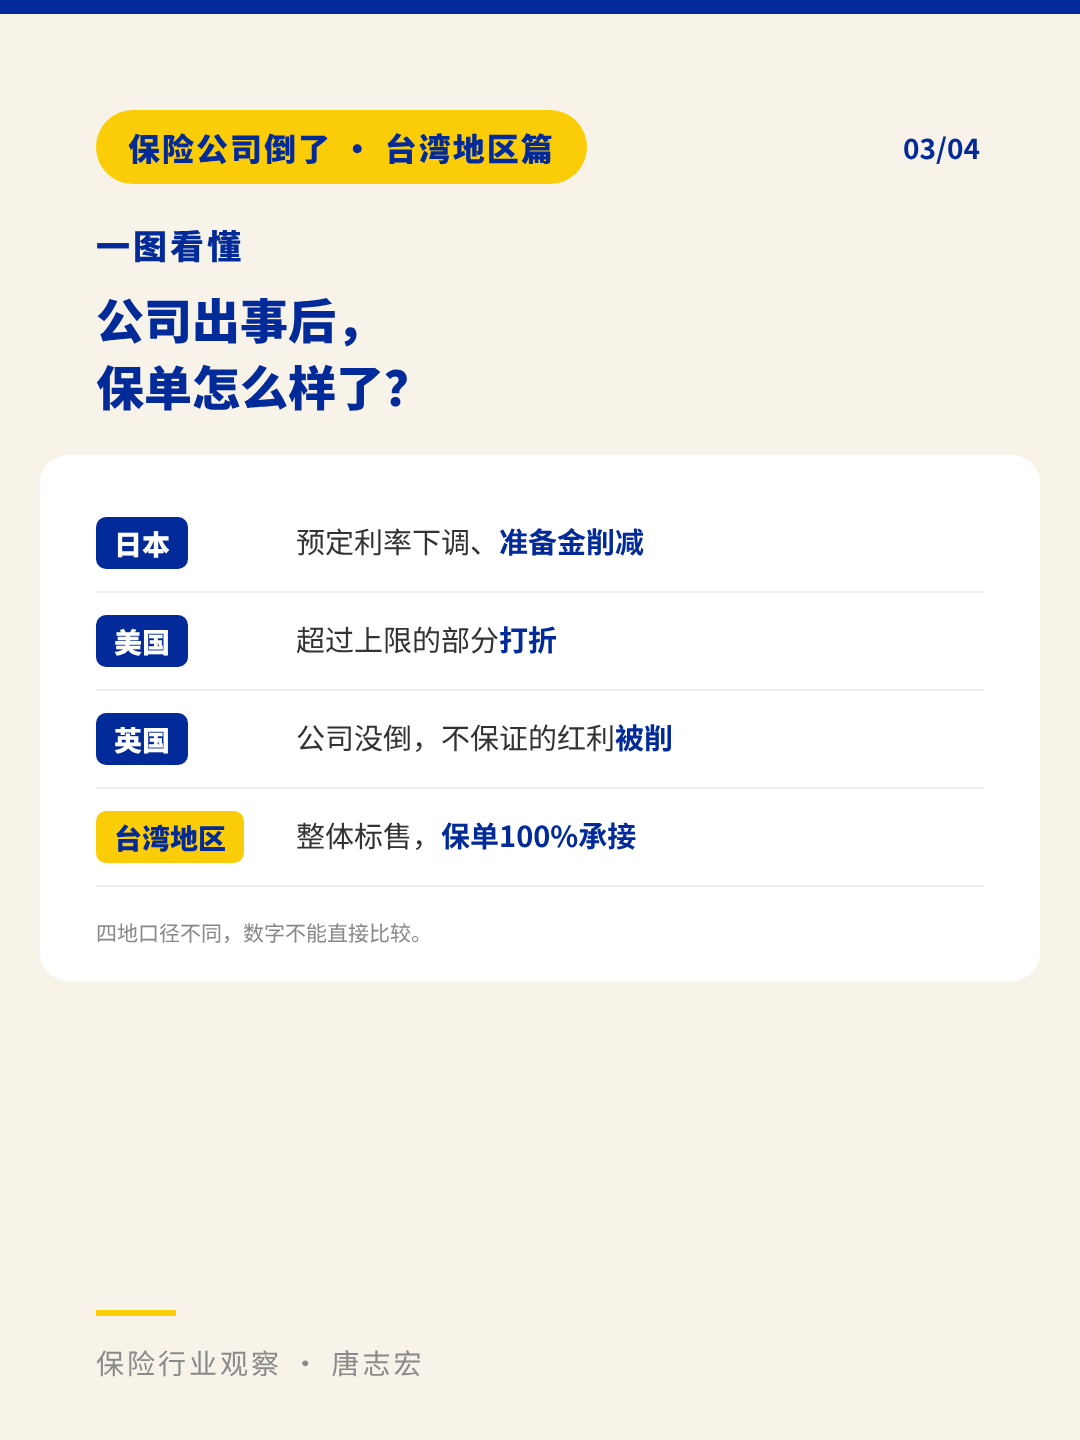 保险公司倒了 · 台湾地区篇
03/04
一图看懂
公司出事后，
保单怎么样了？
日本 预定利率下调、准备金削减
美国 超过上限的部分打折
英国 公司没倒，不保证的红利被削
台湾地区 整体标售，保单100%承接
四地口径不同，数字不能直接比较。
保险行业观察 · 唐志宏